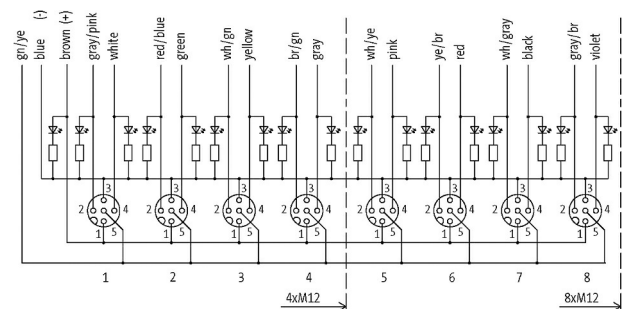 gn/ye
blue (-)
brown (+)
gray/pink
white
red/blue
green
wh/gn
yellow
br/gn
gray
wh/ye
pink
ye/br
red
wh/gray
black
gray/br
violet
3 3 3 3 3 3 3 3
2 4 2 4 2 4 2 4 2 4 2 4 2 4 2 4
1 5 1 5 1 5 1 5 1 5 1 5 1 5 1 5
1 2 3 4 5 6 7 8
4xM12 8xM12